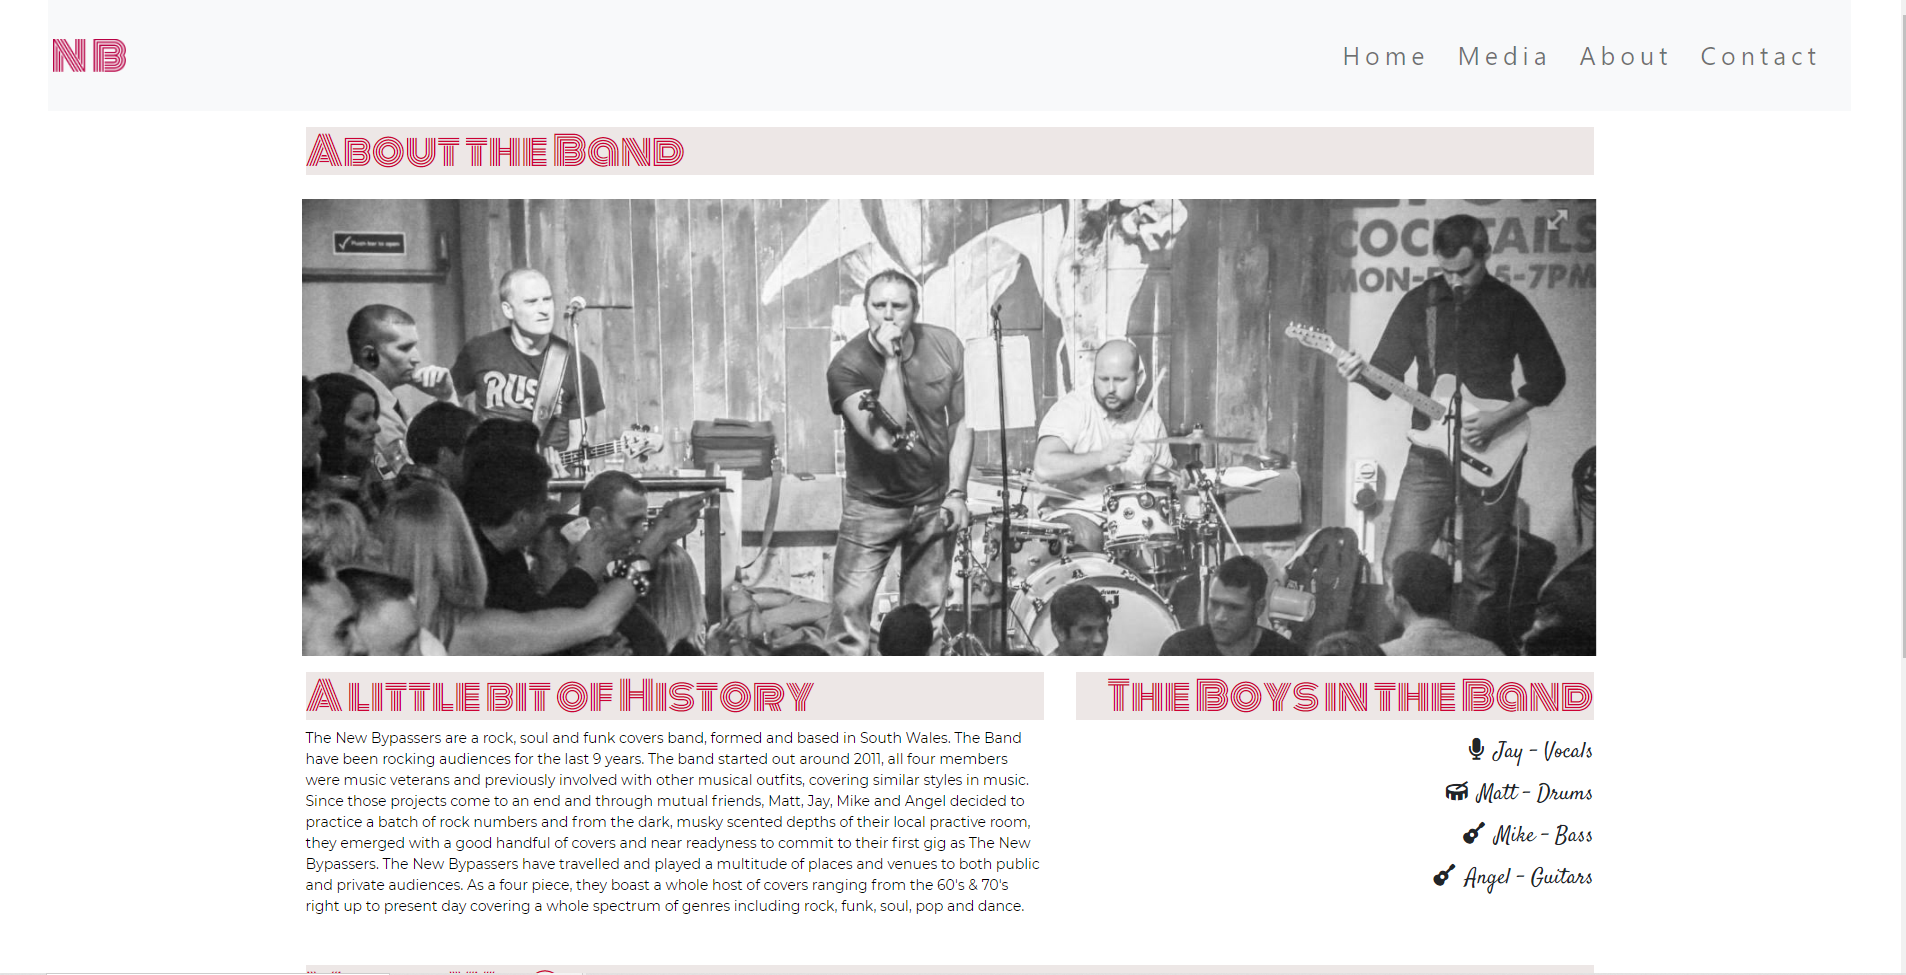 NB
Home Media About Contact
About the Band
Push bar to open
COCKTAILS
MON-F 5-7PM
RUS
A little bit of History
The New Bypassers are a rock, soul and funk covers band, formed and based in South Wales. The Band
have been rocking audiences for the last 9 years. The band started out around 2011, all four members
were music veterans and previously involved with other musical outfits, covering similar styles in music.
Since those projects come to an end and through mutual friends, Matt, Jay, Mike and Angel decided to
practice a batch of rock numbers and from the dark, musky scented depths of their local practive room,
they emerged with a good handful of covers and near readyness to commit to their first gig as The New
Bypassers. The New Bypassers have travelled and played a multitude of places and venues to both public
and private audiences. As a four piece, they boast a whole host of covers ranging from the 60's & 70's
right up to present day covering a whole spectrum of genres including rock, funk, soul, pop and dance.
The Boys in the Band
Jay - Vocals
Matt - Drums
Mike - Bass
Angel - Guitars